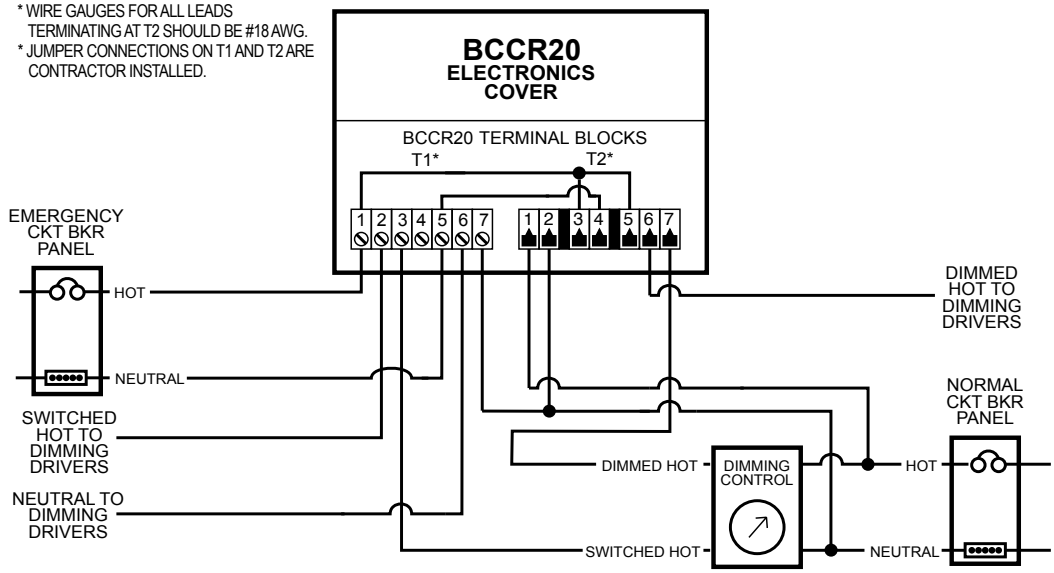 * WIRE GAUGES FOR ALL LEADS
TERMINATING AT T2 SHOULD BE #18 AWG.
* JUMPER CONNECTIONS ON T1 AND T2 ARE
CONTRACTOR INSTALLED.
BCCR20
ELECTRONICS
COVER
BCCR20 TERMINAL BLOCKS
T1* T2*
1 2 3 4 5 6 7 1 2 3 4 5 6 7
EMERGENCY
CKT BKR
PANEL
HOT
NEUTRAL
SWITCHED
HOT TO
DIMMING
DRIVERS
NEUTRAL TO
DIMMING
DRIVERS
DIMMED
HOT TO
DIMMING
DRIVERS
NORMAL
CKT BKR
PANEL
DIMMED HOT
DIMMING
CONTROL
HOT
SWITCHED HOT
NEUTRAL